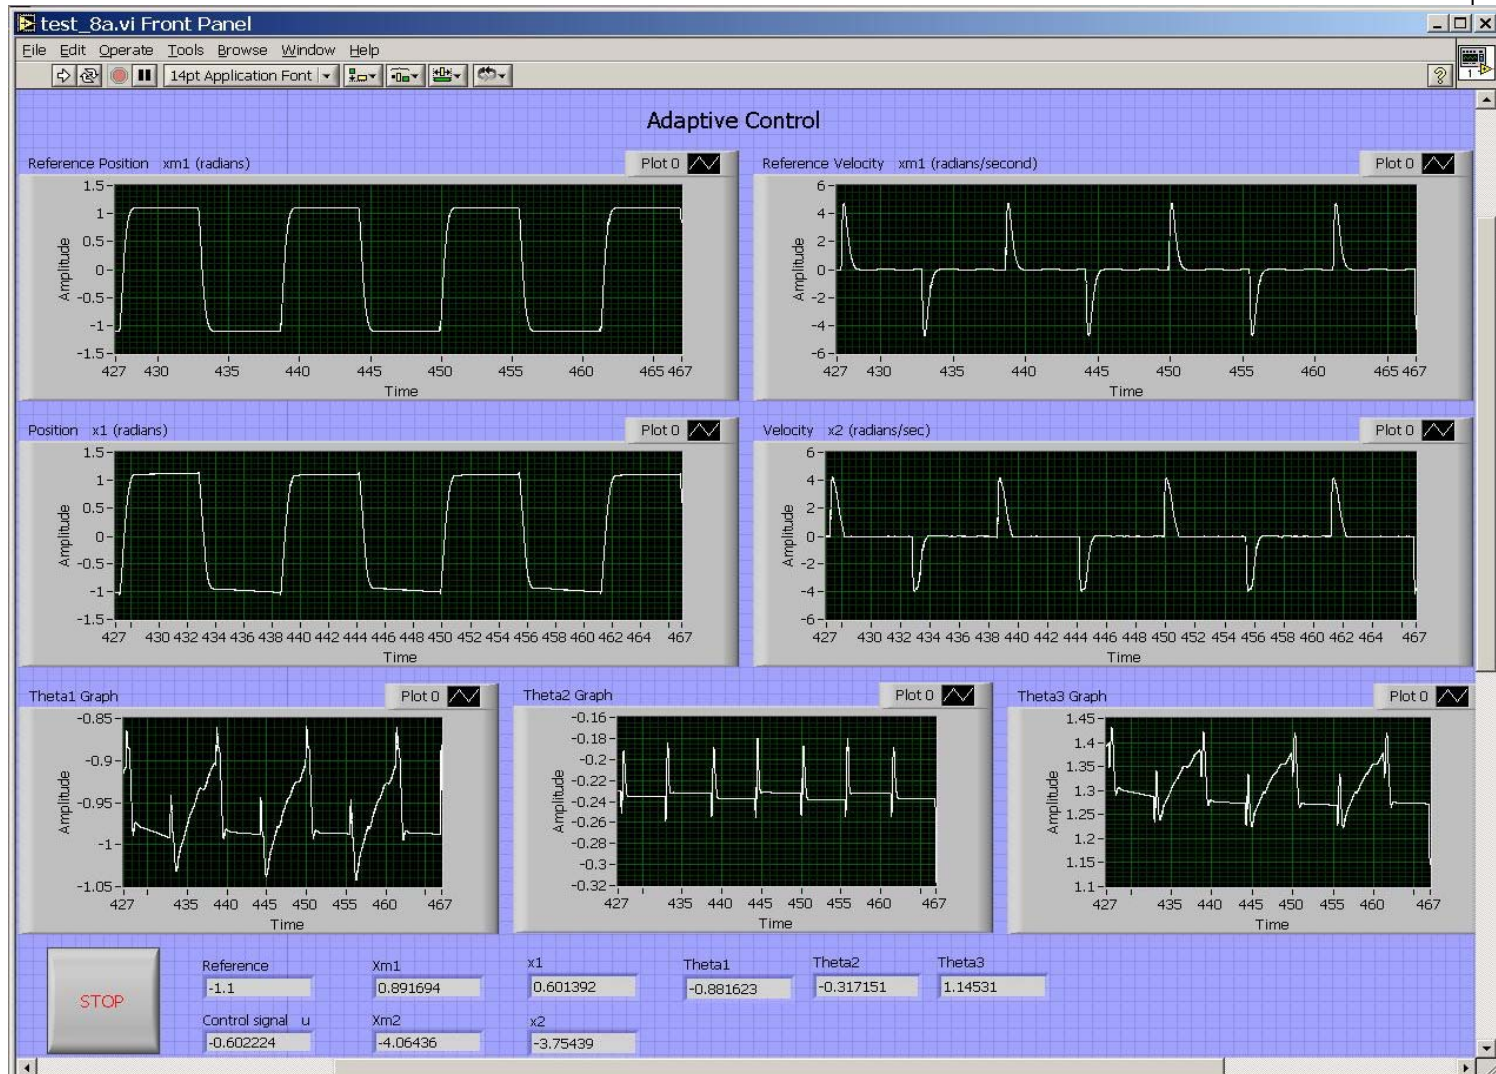 test_8a.vi Front Panel
File Edit Operate Tools Browse Window Help
14pt Application Font
?
1
Adaptive Control
Reference Position xm1 (radians)
Plot 0
1.5
1
0.5
0
-0.5
-1
-1.5
Amplitude
427 430 435 440 445 450 455 460 465 467
Time
Reference Velocity xm1 (radians/second)
Plot 0
6
4
2
0
-2
-4
-6
Amplitude
427 430 435 440 445 450 455 460 465 467
Time
Position x1 (radians)
Plot 0
1.5
1
0.5
0
-0.5
-1
-1.5
Amplitude
427 430 432 434 436 438 440 442 444 446 448 450 452 454 456 458 460 462 464 467
Time
Velocity x2 (radians/sec)
Plot 0
6
4
2
0
-2
-4
-6
Amplitude
427 430 432 434 436 438 440 442 444 446 448 450 452 454 456 458 460 462 464 467
Time
Theta1 Graph
Plot 0
-0.85
-0.9
-0.95
-1
-1.05
Amplitude
427 435 440 445 450 455 460 467
Time
Theta2 Graph
Plot 0
-0.16
-0.18
-0.2
-0.22
-0.24
-0.26
-0.28
-0.3
-0.32
Amplitude
427 435 440 445 450 455 460 467
Time
Theta3 Graph
Plot 0
1.45
1.4
1.35
1.3
1.25
1.2
1.15
1.1
Amplitude
427 435 440 445 450 455 460 467
Time
STOP
Reference Xm1 x1 Theta1 Theta2 Theta3
-1.1 0.891694 0.601392 -0.881623 -0.317151 1.14531
Control signal u Xm2 x2
-0.602224 -4.06436 -3.75439